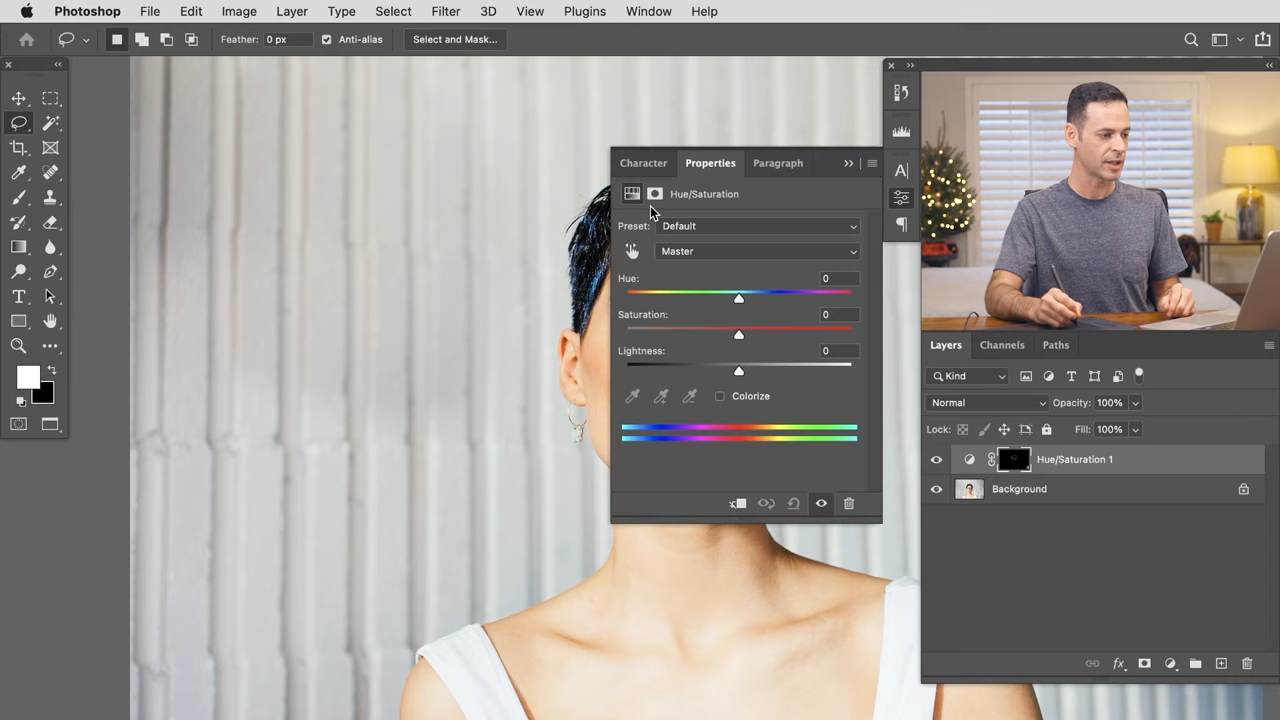 Photoshop File Edit Image Layer Type Select Filter 3D View Plugins Window Help
Feather: 0 px Anti-alias Select and Mask...
Character Properties Paragraph
Hue/Saturation
Preset: Default
Master
Hue: 0
Saturation: 0
Lightness: 0
Colorize
Layers Channels Paths
Kind
Normal Opacity: 100%
Lock: Fill: 100%
Hue/Saturation 1
Background